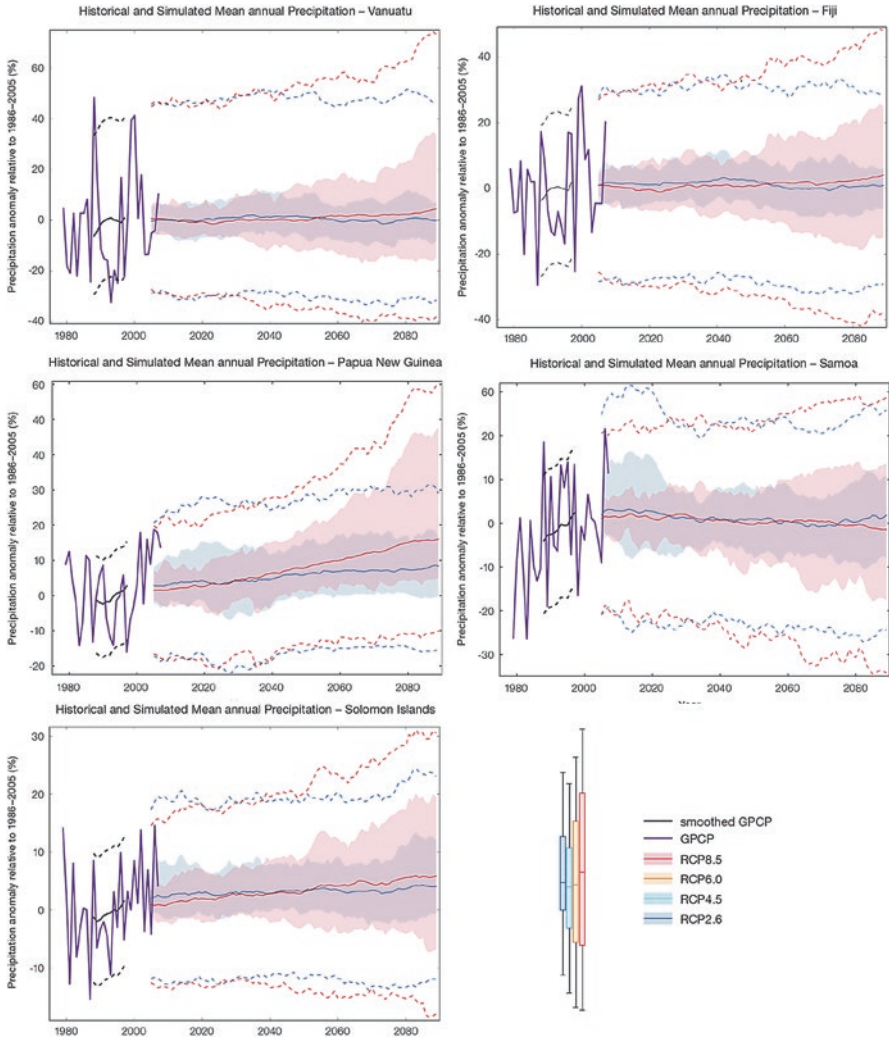 Historical and Simulated Mean annual Precipitation – Vanuatu
Precipitation anomaly relative to 1986–2005 (%)
60
40
20
0
-20
-40
1980 2000 2020 2040 2060 2080
Historical and Simulated Mean annual Precipitation – Fiji
Precipitation anomaly relative to 1986–2005 (%)
40
20
0
-20
-40
1980 2000 2020 2040 2060 2080
Historical and Simulated Mean annual Precipitation – Papua New Guinea
Precipitation anomaly relative to 1986–2005 (%)
60
50
40
30
20
10
0
-10
-20
1980 2000 2020 2040 2060 2080
Historical and Simulated Mean annual Precipitation – Samoa
Precipitation anomaly relative to 1986–2005 (%)
60
20
10
0
-10
-20
-30
1980 2000 2020 2040 2060 2080
Historical and Simulated Mean annual Precipitation – Solomon Islands
Precipitation anomaly relative to 1986–2005 (%)
30
20
10
0
-10
1980 2000 2020 2040 2060 2080
smoothed GPCP
GPCP
RCP8.5
RCP6.0
RCP4.5
RCP2.6